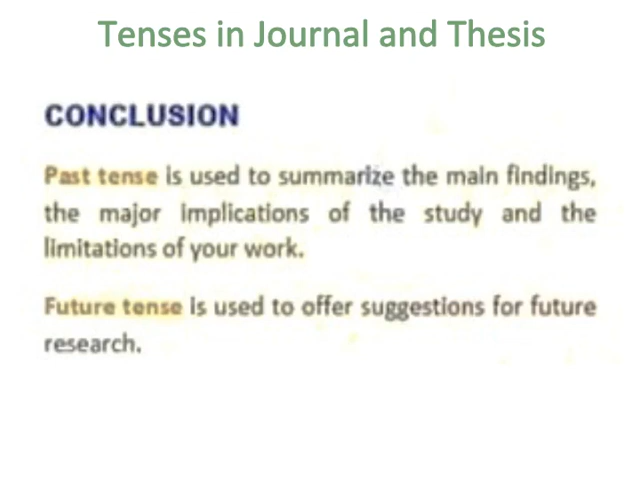 Tenses in Journal and Thesis
CONCLUSION
Past tense is used to summarize the main findings,
the major implications of the study and the
limitations of your work.
Future tense is used to offer suggestions for future
research.